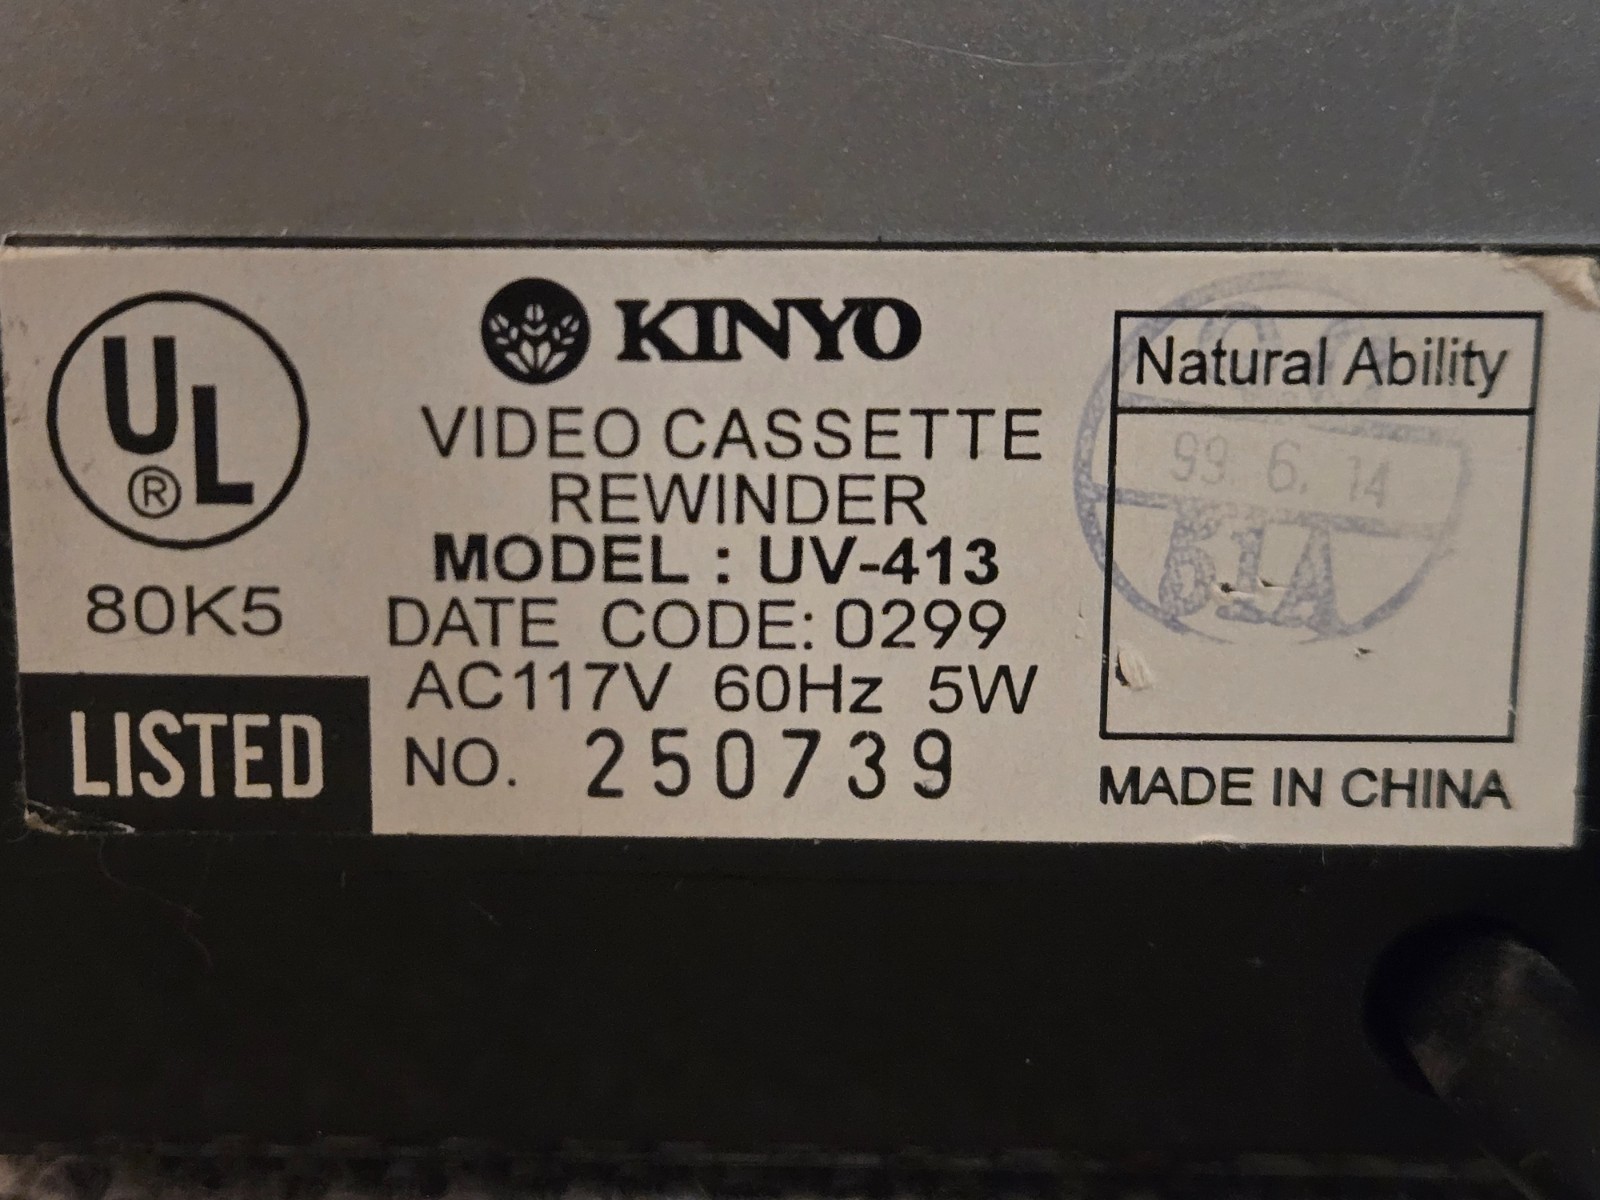 UL
®
80K5
LISTED
KINYO
VIDEO CASSETTE
REWINDER
MODEL : UV-413
DATE CODE: 0299
AC117V 60Hz 5W
NO. 250739
Natural Ability
99. 6. 14
61A
MADE IN CHINA